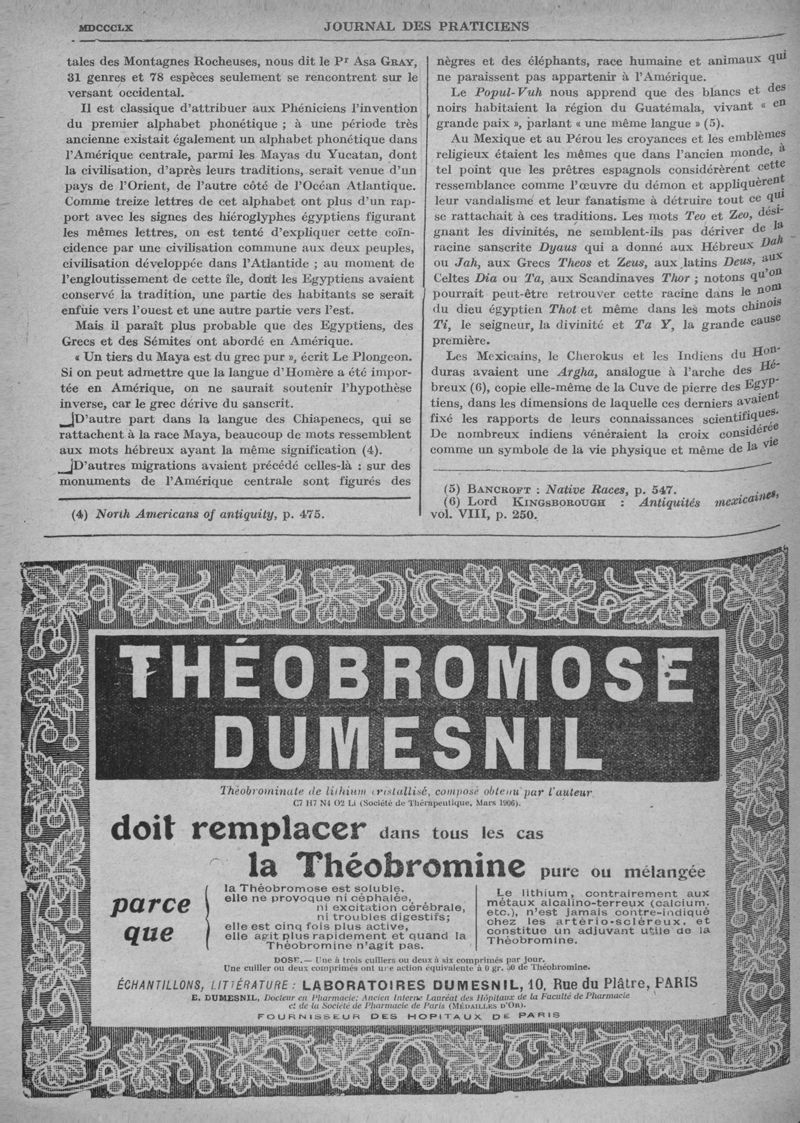 MDCCCLX
JOURNAL DES PRATICIENS
tales des Montagnes Rocheuses, nous dit le Pr Asa GRAY,
31 genres et 78 espèces seulement se rencontrent sur le
versant occidental.
Il est classique d'attribuer aux Phéniciens l'invention
du premier alphabet phonétique ; à une période très
ancienne existait également un alphabet phonétique dans
l'Amérique centrale, parmi les Mayas du Yucatan, dont
la civilisation, d'après leurs traditions, serait venue d'un
pays de l'Orient, de l'autre côté de l'Océan Atlantique.
Comme treize lettres de cet alphabet ont plus d'un rap-
port avec les signes des hiéroglyphes égyptiens figurant
les mêmes lettres, on est tenté d'expliquer cette coïn-
cidence par une civilisation commune aux deux peuples,
civilisation développée dans l'Atlantide ; au moment de
l'engloutissement de cette île, dont les Egyptiens avaient
conservé la tradition, une partie des habitants se serait
enfuie vers l'ouest et une autre partie vers l'est.
Mais il paraît plus probable que des Egyptiens, des
Grecs et des Sémites ont abordé en Amérique.
« Un tiers du Maya est du grec pur », écrit Le Plongeon.
Si on peut admettre que la langue d'Homère a été impor-
tée en Amérique, on ne saurait soutenir l'hypothèse
inverse, car le grec dérive du sanscrit.
D'autre part dans la langue des Chiapenecs, qui se
rattachent à la race Maya, beaucoup de mots ressemblent
aux mots hébreux ayant la même signification (4).
D'autres migrations avaient précédé celles-là : sur des
monuments de l'Amérique centrale sont figurés des
(4) North Americans of antiquity, p. 475.
nègres et des éléphants, race humaine et animaux qui
ne paraissent pas appartenir à l'Amérique.
Le Popul-Vuh nous apprend que des blancs et des
noirs habitaient la région du Guatémala, vivant « en
grande paix », parlant « une même langue » (5).
Au Mexique et au Pérou les croyances et les emblèmes
religieux étaient les mêmes que dans l'ancien monde, à
tel point que les prêtres espagnols considérèrent cette
ressemblance comme l'œuvre du démon et appliquèrent
leur vandalisme et leur fanatisme à détruire tout ce qui
se rattachait à ces traditions. Les mots Teo et Zeo, dési-
gnant les divinités, ne semblent-ils pas dériver de la
racine sanscrite Dyaus qui a donné aux Hébreux Dah
ou Jah, aux Grecs Theos et Zeus, aux latins Deus, aux
Celtes Dia ou Ta, aux Scandinaves Thor ; notons qu'on
pourrait peut-être retrouver cette racine dans le nom
du dieu égyptien Thot et même dans les mots chinois
Ti, le seigneur, la divinité et Ta Y, la grande cause
première.
Les Mexicains, le Cherokus et les Indiens du Hon-
duras avaient une Argha, analogue à l'arche des Hé-
breux (6), copie elle-même de la Cuve de pierre des Egyp-
tiens, dans les dimensions de laquelle ces derniers avaient
fixé les rapports de leurs connaissances scientifiques.
De nombreux indiens vénéraient la croix considérée
comme un symbole de la vie physique et même de la vie
(5) BANCROFT : Native Races, p. 547.
(6) LORD KINGSBOROUGH : Antiquités mexicaines,
vol. VIII, p. 250.
THÉOBROMOSE
DUMESNIL
Théobrominate de lithium cristallisé, composé obtenu par l'auteur
C7 H7 N4 O2 Li (Société de Thérapeutique, Mars 1906).
doit remplacer dans tous les cas
la Théobromine pure ou mélangée
parce
que
la Théobromose est soluble.
elle ne provoque ni céphalée,
ni excitation cérébrale,
ni troubles digestifs;
elle est cinq fois plus active,
elle agit plus rapidement et quand la
Théobromine n'agit pas.
Le lithium, contrairement aux
métaux alcalino-terreux (calcium.
etc.), n'est jamais contre-indiqué
chez les artério-scléreux, et
constitue un adjuvant utile de la
Théobromine.
DOSE.— Une à trois cuillers ou deux à six comprimés par jour.
Une cuiller ou deux comprimés ont une action équivalente à 0 gr. 50 de Théobromine.
ÉCHANTILLONS, LITTÉRATURE : LABORATOIRES DUMESNIL, 10, Rue du Plâtre, PARIS
E. DUMESNIL, Docteur en Pharmacie; Ancien Interne Lauréat des Hôpitaux de la Faculté de Pharmacie
et de la Société de Pharmacie de Paris (MÉDAILLES D'OR).
FOURNISSEUR DES HOPITAUX DE PARIS